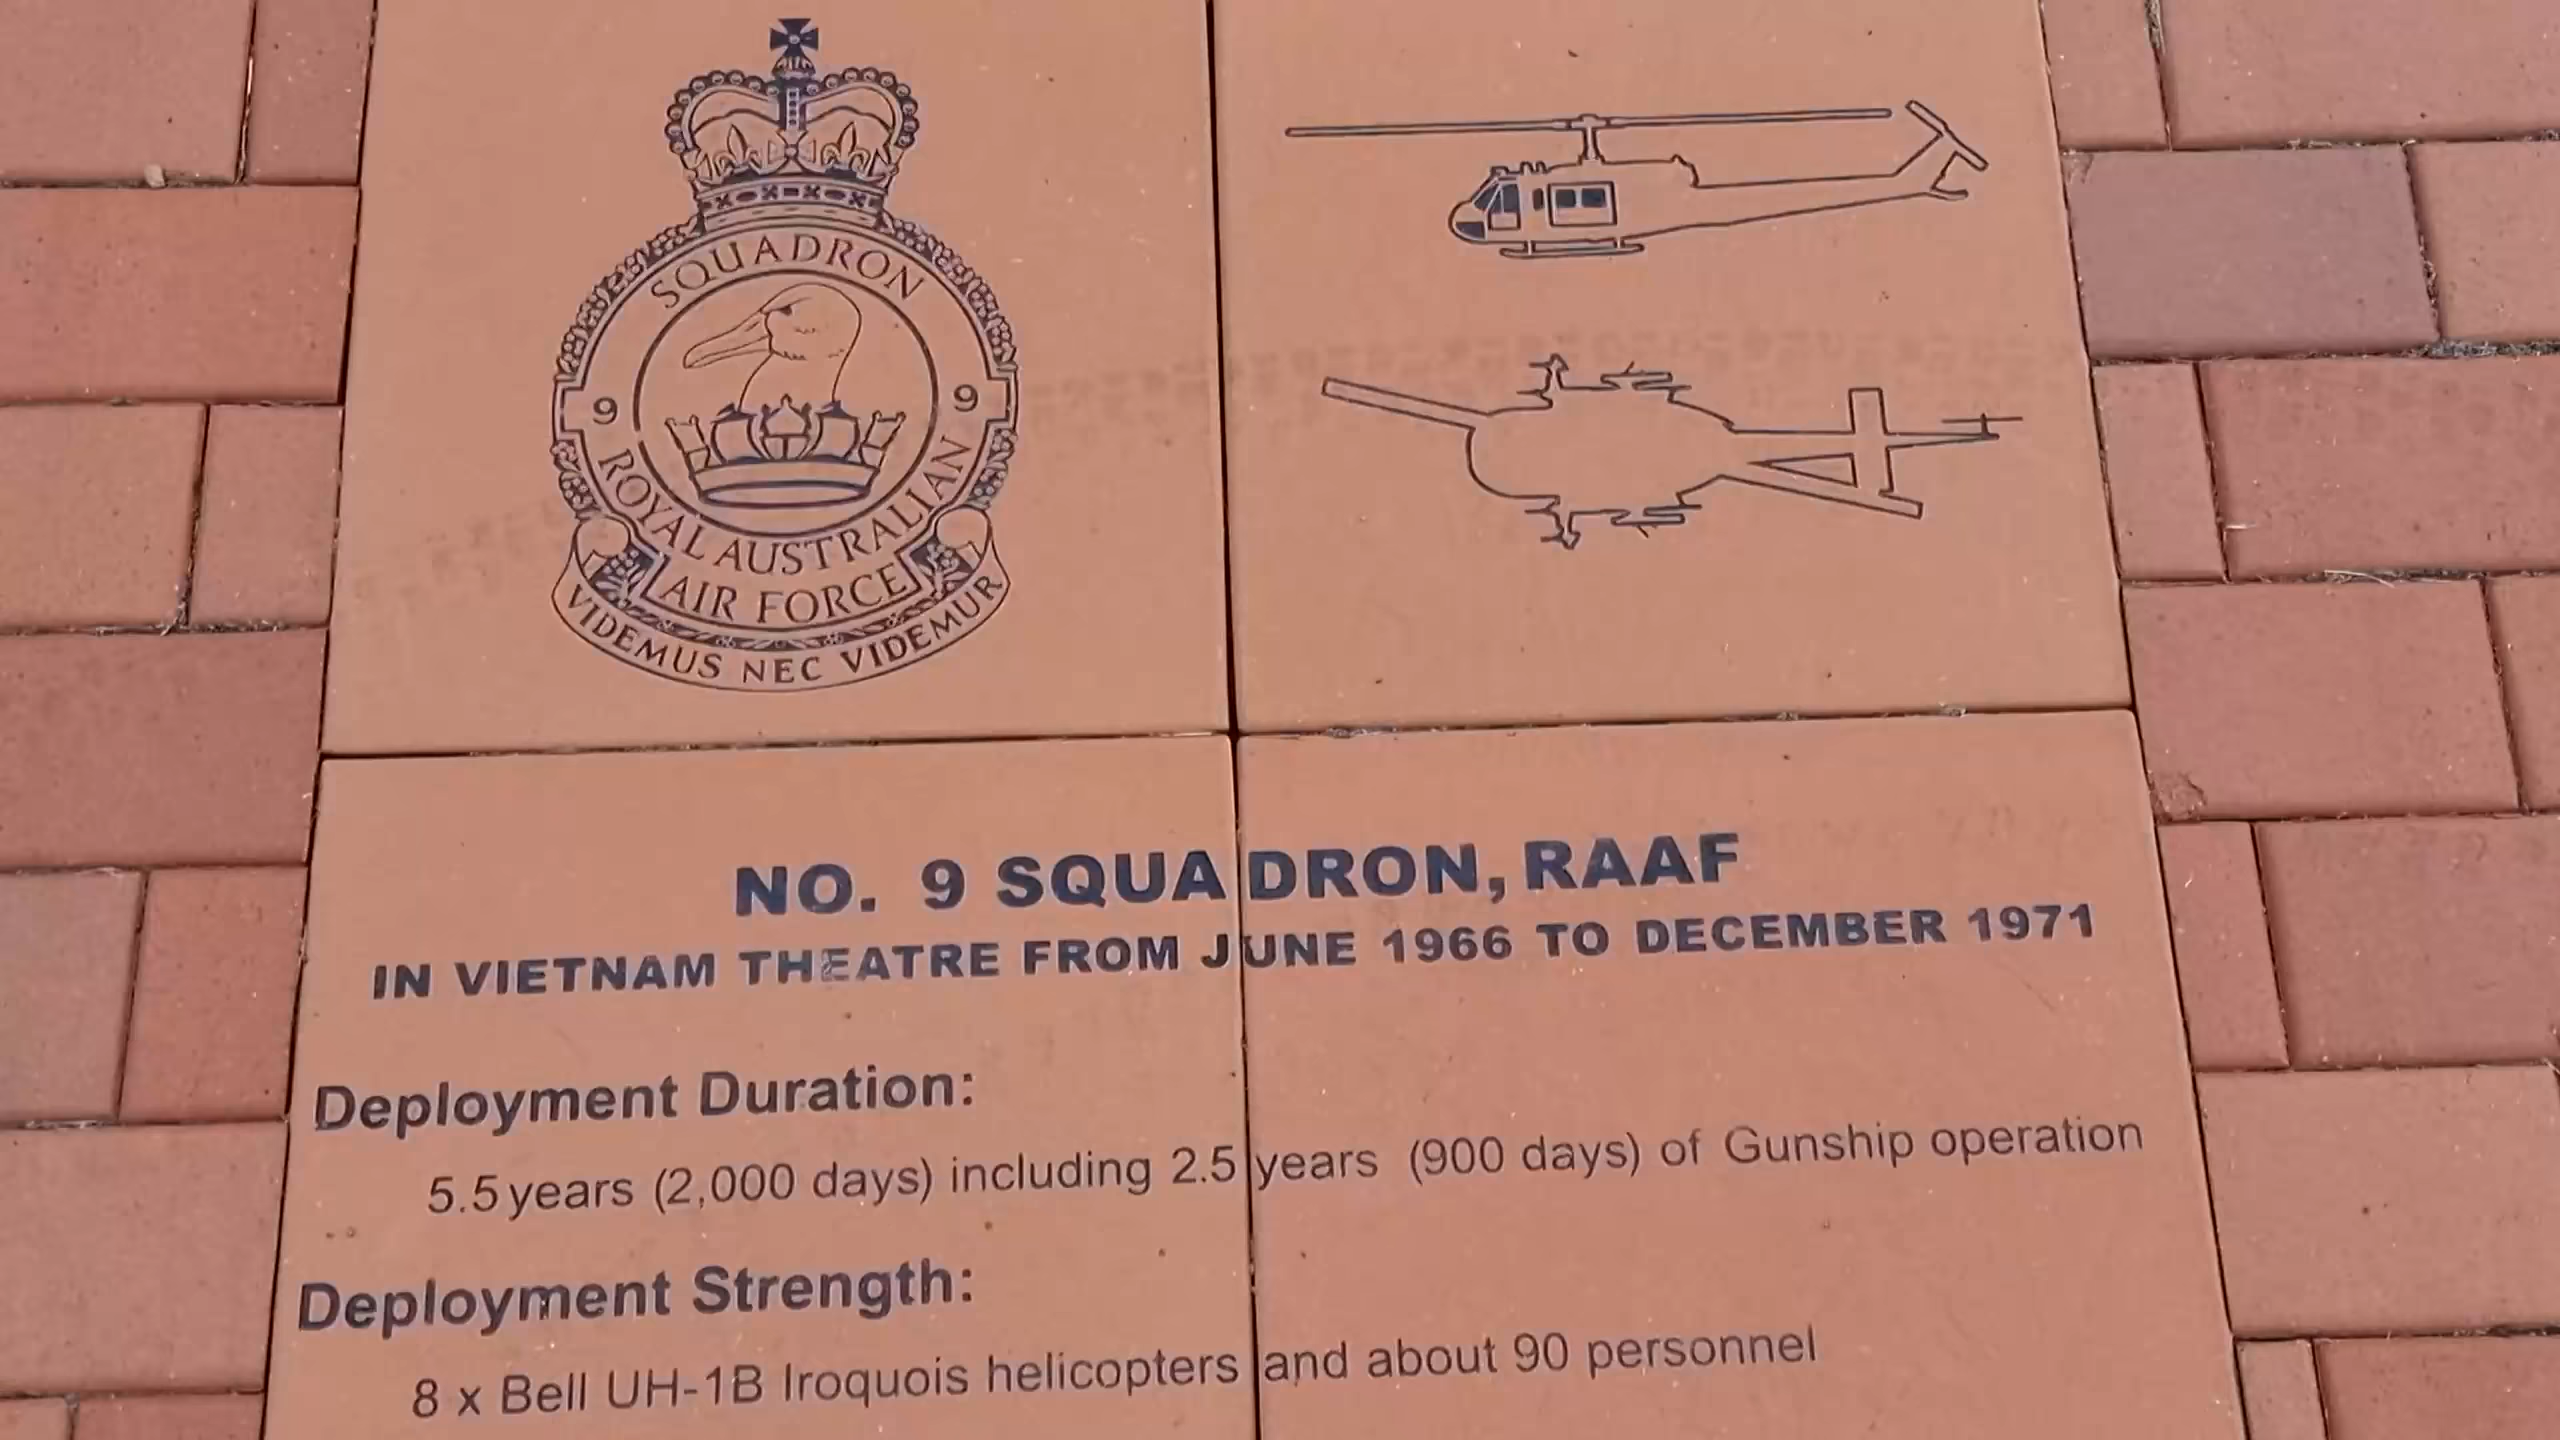 SQUADRON
9 9
ROYAL AUSTRALIAN
AIR FORCE
VIDEMUS NEC VIDEMUR
NO. 9 SQUADRON, RAAF
IN VIETNAM THEATRE FROM JUNE 1966 TO DECEMBER 1971
Deployment Duration:
5.5 years (2,000 days) including 2.5 years (900 days) of Gunship operation
Deployment Strength:
8 x Bell UH-1B Iroquois helicopters and about 90 personnel